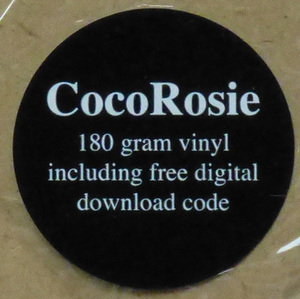 CocoRosie
180 gram vinyl
including free digital
download code